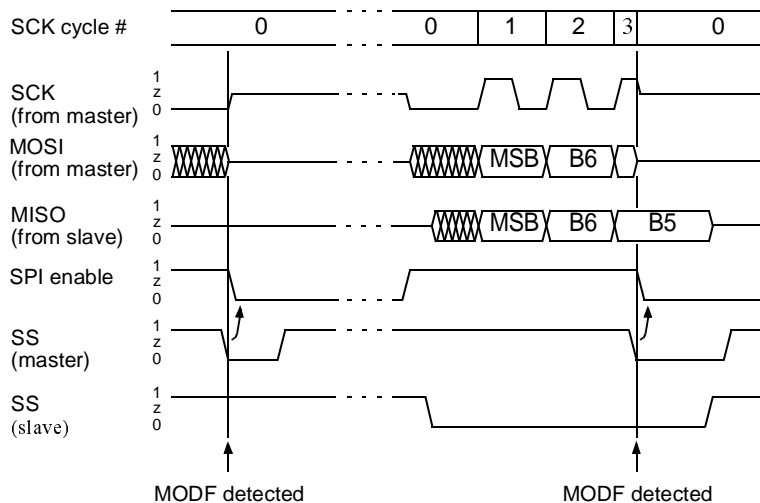 SCK cycle # 0 0 1 2 3 0
SCK
(from master)
1
z
0
MOSI
(from master)
1
z
0
MSB B6
MISO
(from slave)
1
z
0
MSB B6 B5
SPI enable
1
z
0
SS
(master)
1
z
0
SS
(slave)
1
z
0
MODF detected MODF detected